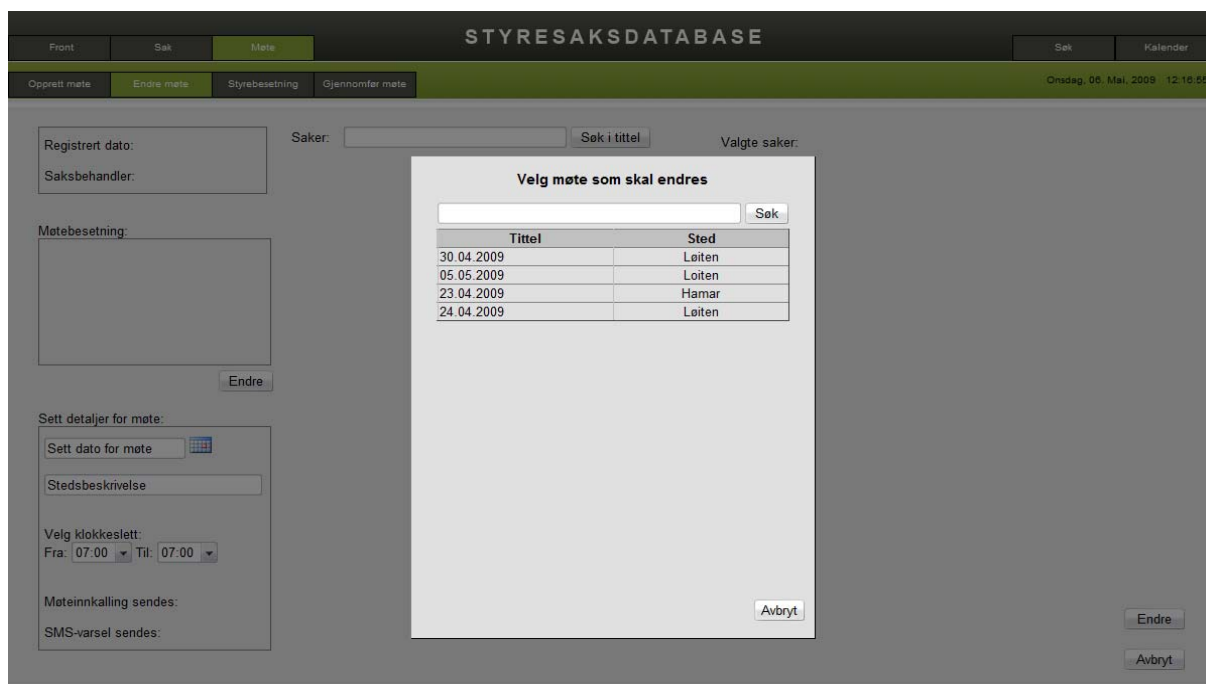 STYRESAKSDATABASE
Front Sak Møte Søk Kalender
Opprett møte Endre møte Styrebesetning Gjennomfør møte Onsdag, 06. Mai, 2009 12:16:55
Registrert dato:
Saksbehandler:
Saker: Søk i tittel Valgte saker:
Møtebesetning:
Endre
Sett detaljer for møte:
Sett dato for møte
Stedsbeskrivelse
Velg klokkeslett:
Fra: 07:00 Til: 07:00
Møteinnkalling sendes:
SMS-varsel sendes:
Velg møte som skal endres
Søk
Tittel Sted
30.04.2009 Løiten
05.05.2009 Loiten
23.04.2009 Hamar
24.04.2009 Løiten
Avbryt
Endre
Avbryt